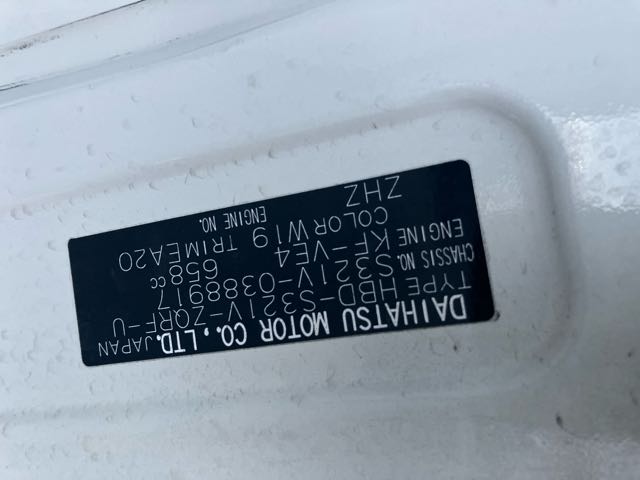 DAIHATSU MOTOR CO., LTD. JAPAN
TYPE HBD-S321V-ZQRF-U
CHASSIS NO. S321V-0388917
ENGINE KF-VE4 658cc
COLOR W19 TRIM EA20 ENGINE NO.
ZHZ